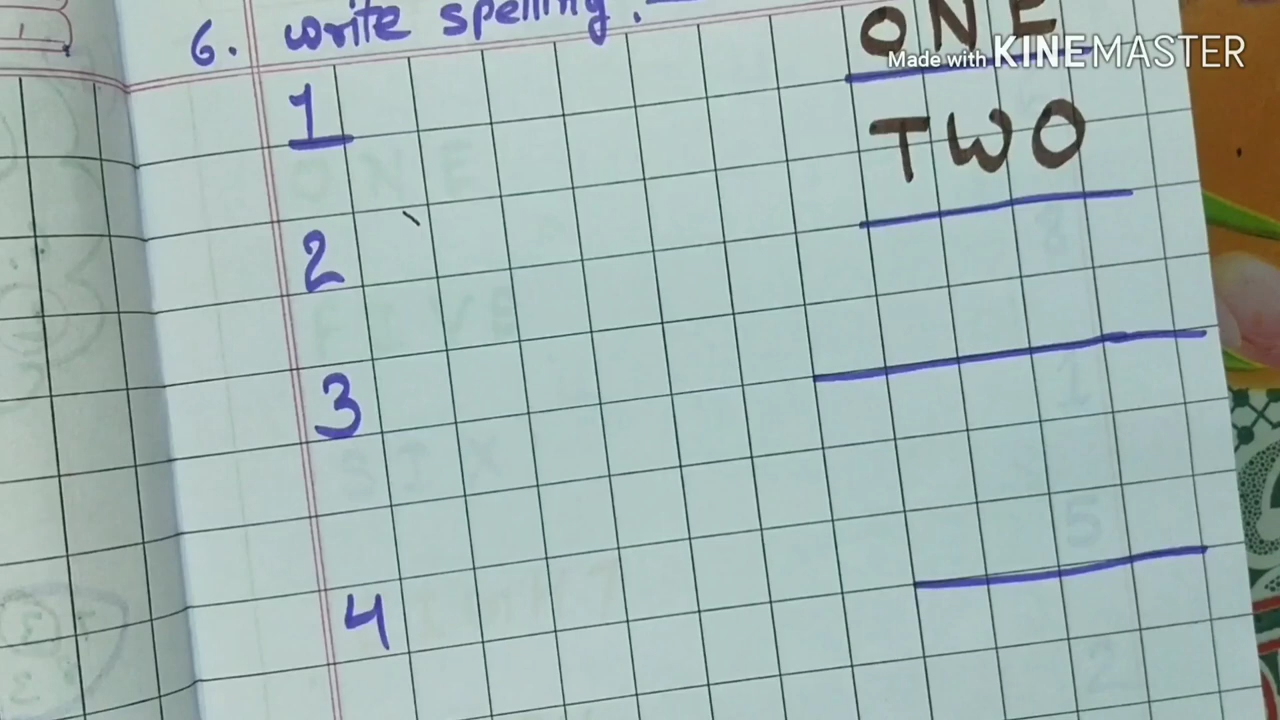 6. write spelling.
1 ONE
Made with KINEMASTER
2 TWO
3
4